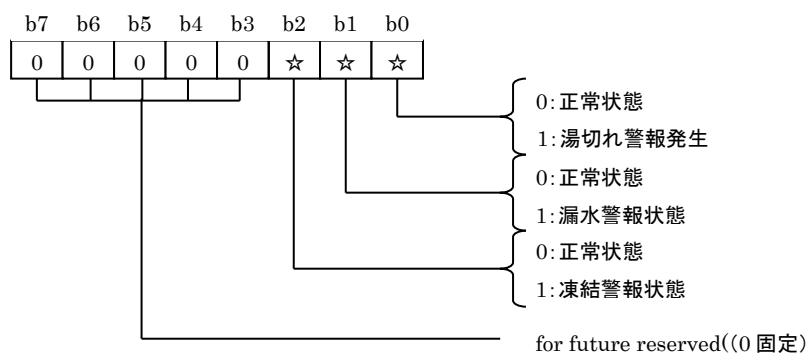 b7 b6 b5 b4 b3 b2 b1 b0
0 0 0 0 0 ☆ ☆ ☆
0:正常状態
1:湯切れ警報発生
0:正常状態
1:漏水警報状態
0:正常状態
1:凍結警報状態
for future reserved((0 固定)